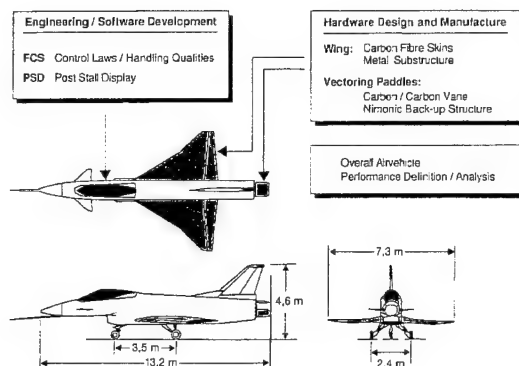 Engineering / Software Development
FCS Control Laws / Handling Qualities
PSD Post Stall Display
Hardware Design and Manufacture
Wing: Carbon Fibre Skins
Metal Substructure
Vectoring Paddles:
Carbon / Carbon Vane
Nimonic Back-up Structure
Overall Airvehicle
Performance Definition / Analysis
7,3 m
4,6 m
3,5 m
13,2 m
2,4 m